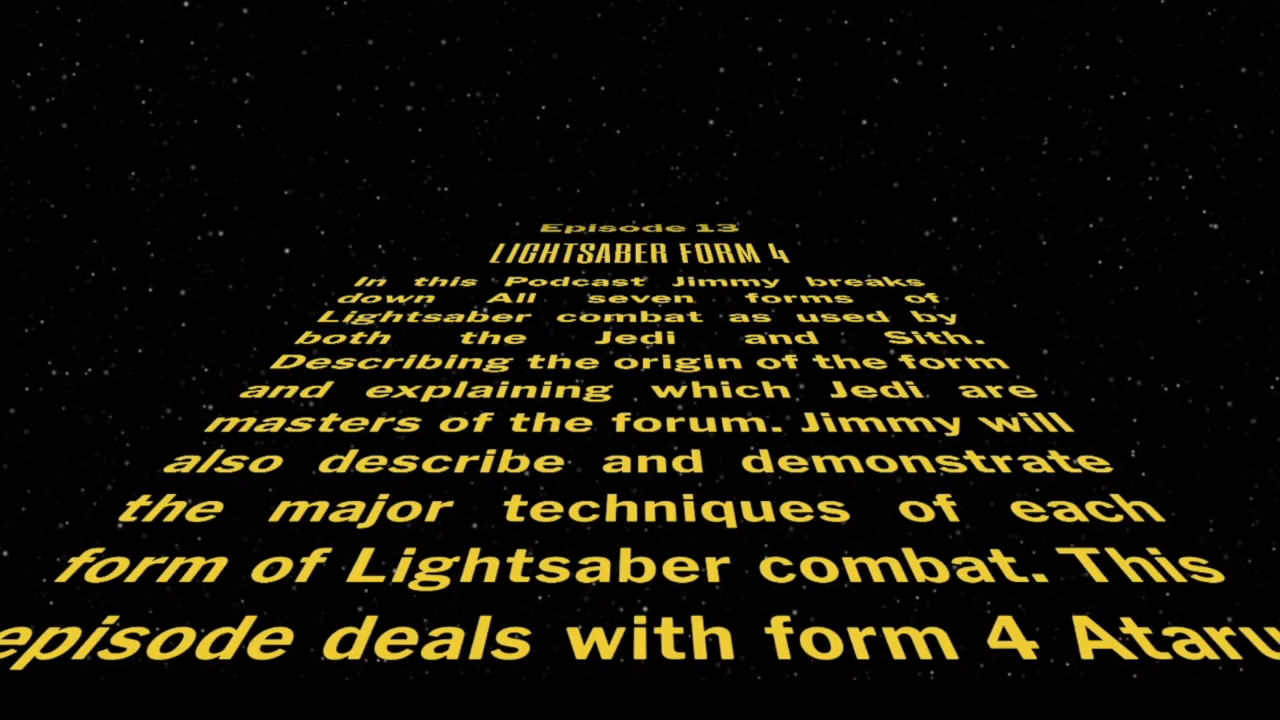 Episode 13
LIGHTSABER FORM 4
In this Podcast Jimmy breaks
down All seven forms of
Lightsaber combat as used by
both the Jedi and Sith.
Describing the origin of the form
and explaining which Jedi are
masters of the forum. Jimmy will
also describe and demonstrate
the major techniques of each
form of Lightsaber combat. This
episode deals with form 4 Ataru